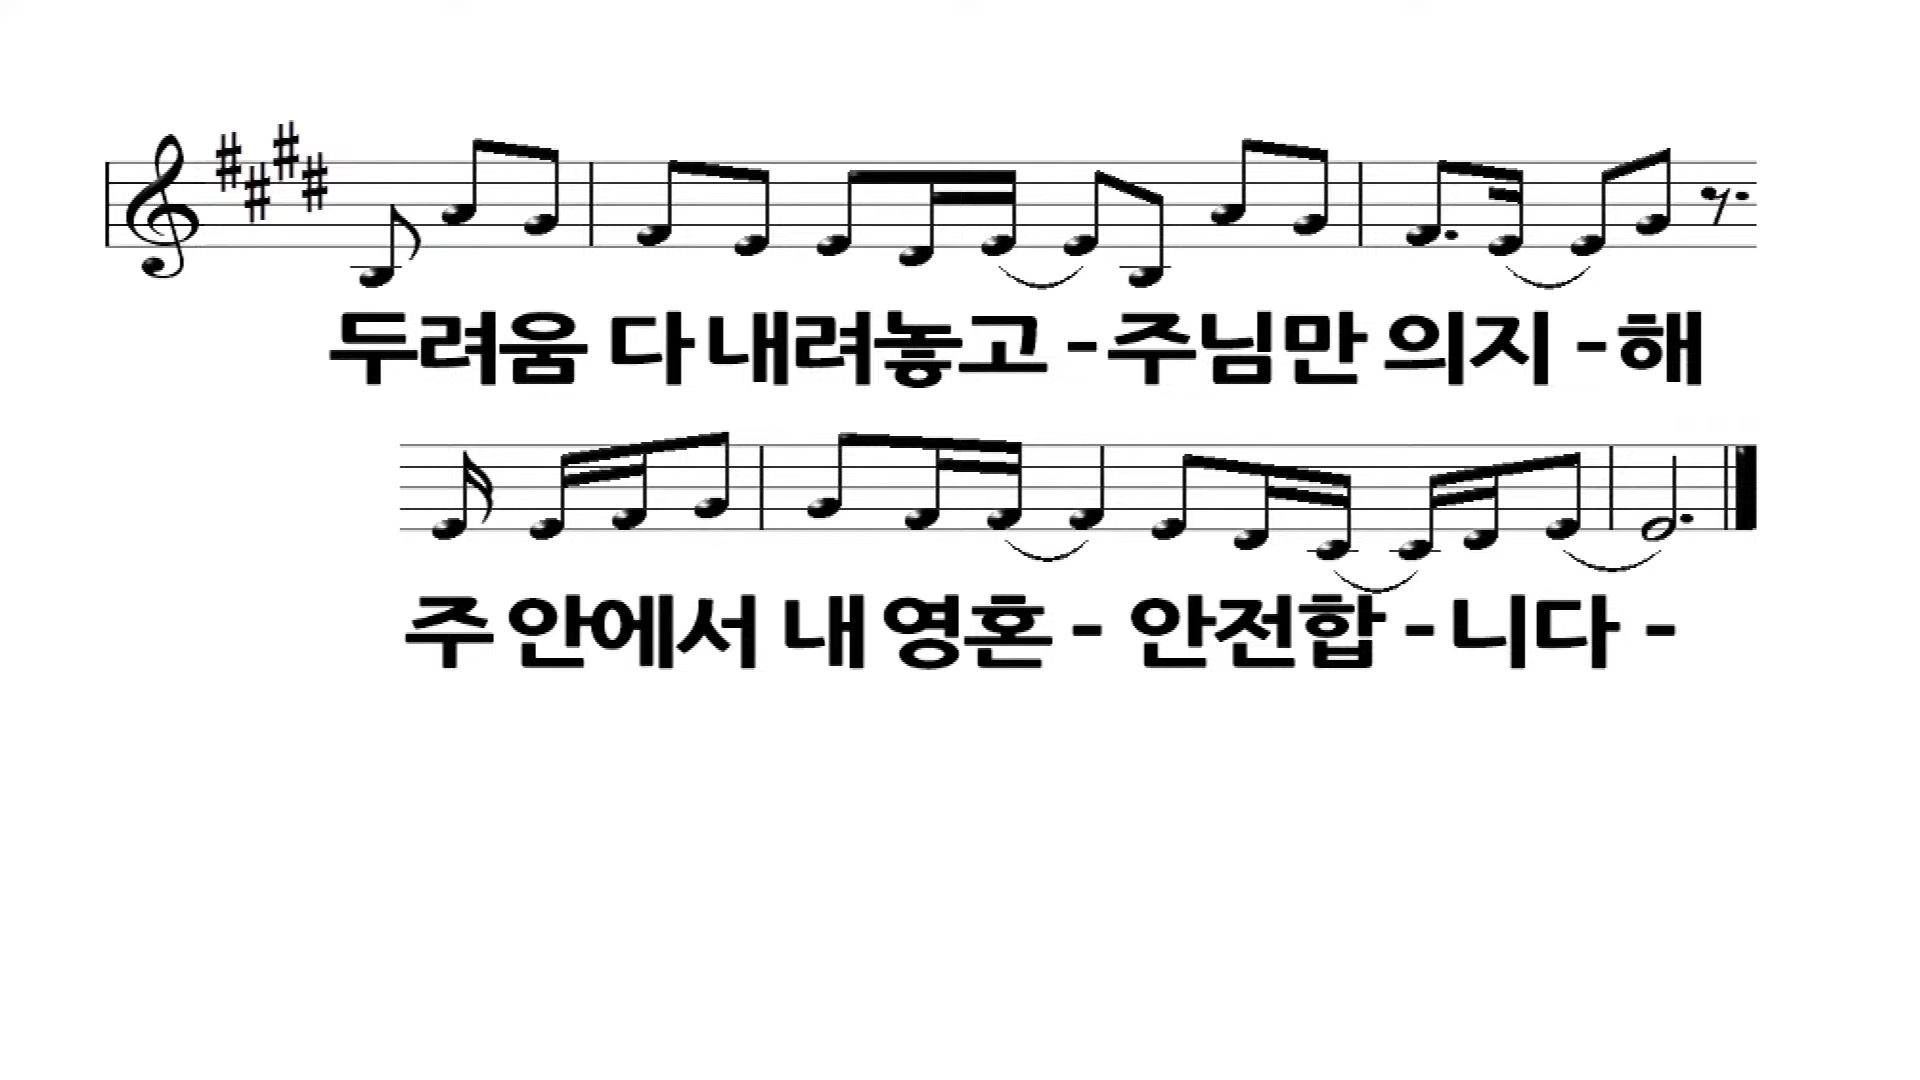 두려움 다 내려놓고 - 주님만 의지 - 해
주 안에서 내 영혼 - 안전합 - 니다 -